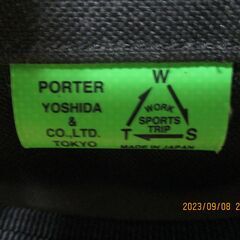 PORTER
YOSHIDA
&
CO.,LTD.
TOKYO
W
WORK
SPORTS
TRIP
T S
MADE IN JAPAN
2023/09/08